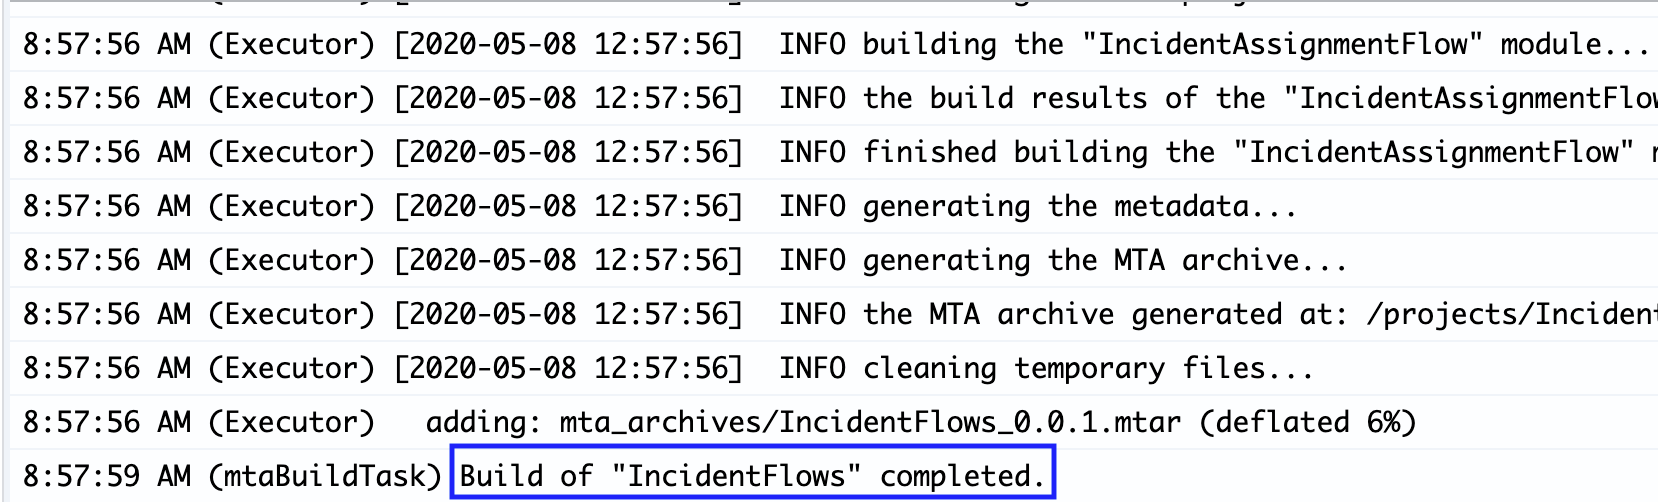 8:57:56 AM (Executor) [2020-05-08 12:57:56]  INFO building the "IncidentAssignmentFlow" module...
8:57:56 AM (Executor) [2020-05-08 12:57:56]  INFO the build results of the "IncidentAssignmentFlow
8:57:56 AM (Executor) [2020-05-08 12:57:56]  INFO finished building the "IncidentAssignmentFlow"
8:57:56 AM (Executor) [2020-05-08 12:57:56]  INFO generating the metadata...
8:57:56 AM (Executor) [2020-05-08 12:57:56]  INFO generating the MTA archive...
8:57:56 AM (Executor) [2020-05-08 12:57:56]  INFO the MTA archive generated at: /projects/Incident
8:57:56 AM (Executor) [2020-05-08 12:57:56]  INFO cleaning temporary files...
8:57:56 AM (Executor)   adding: mta_archives/IncidentFlows_0.0.1.mtar (deflated 6%)
8:57:59 AM (mtaBuildTask) Build of "IncidentFlows" completed.